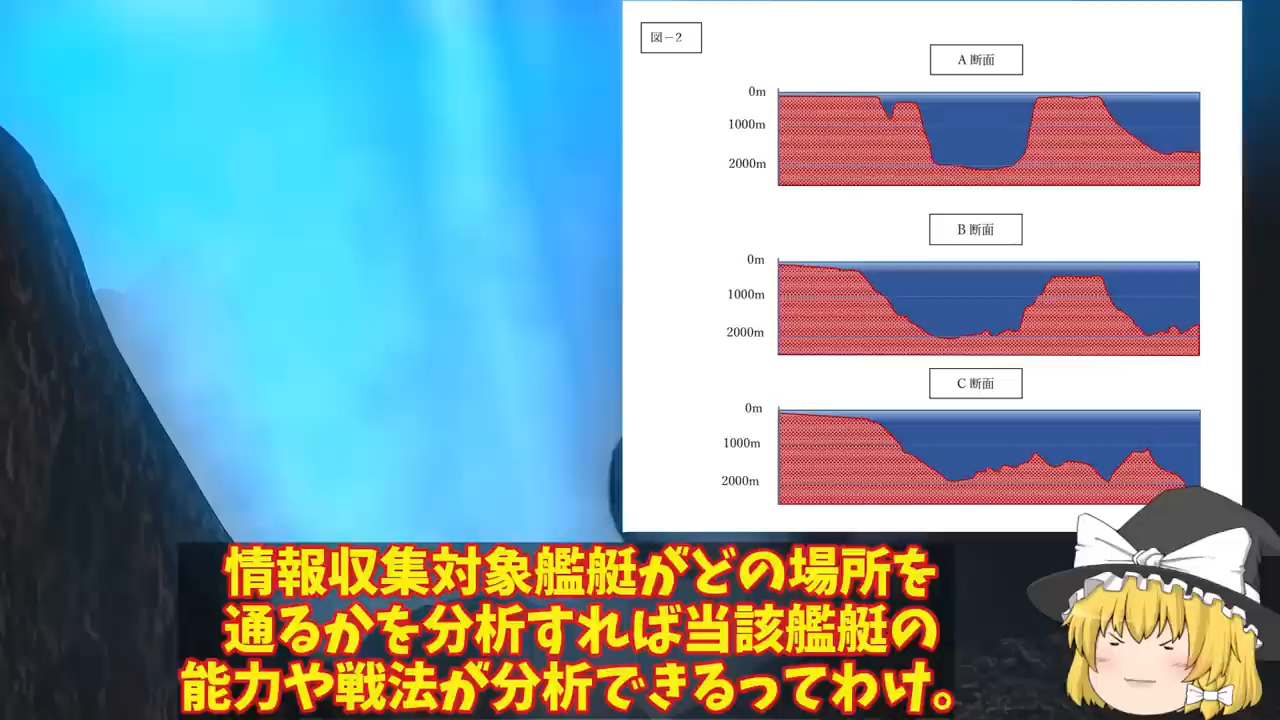 図－2
A 断面
0m
1000m
2000m
B 断面
0m
1000m
2000m
C 断面
0m
1000m
2000m
情報収集対象艦艇がどの場所を
通るかを分析すれば当該艦艇の
能力や戦法が分析できるってわけ。